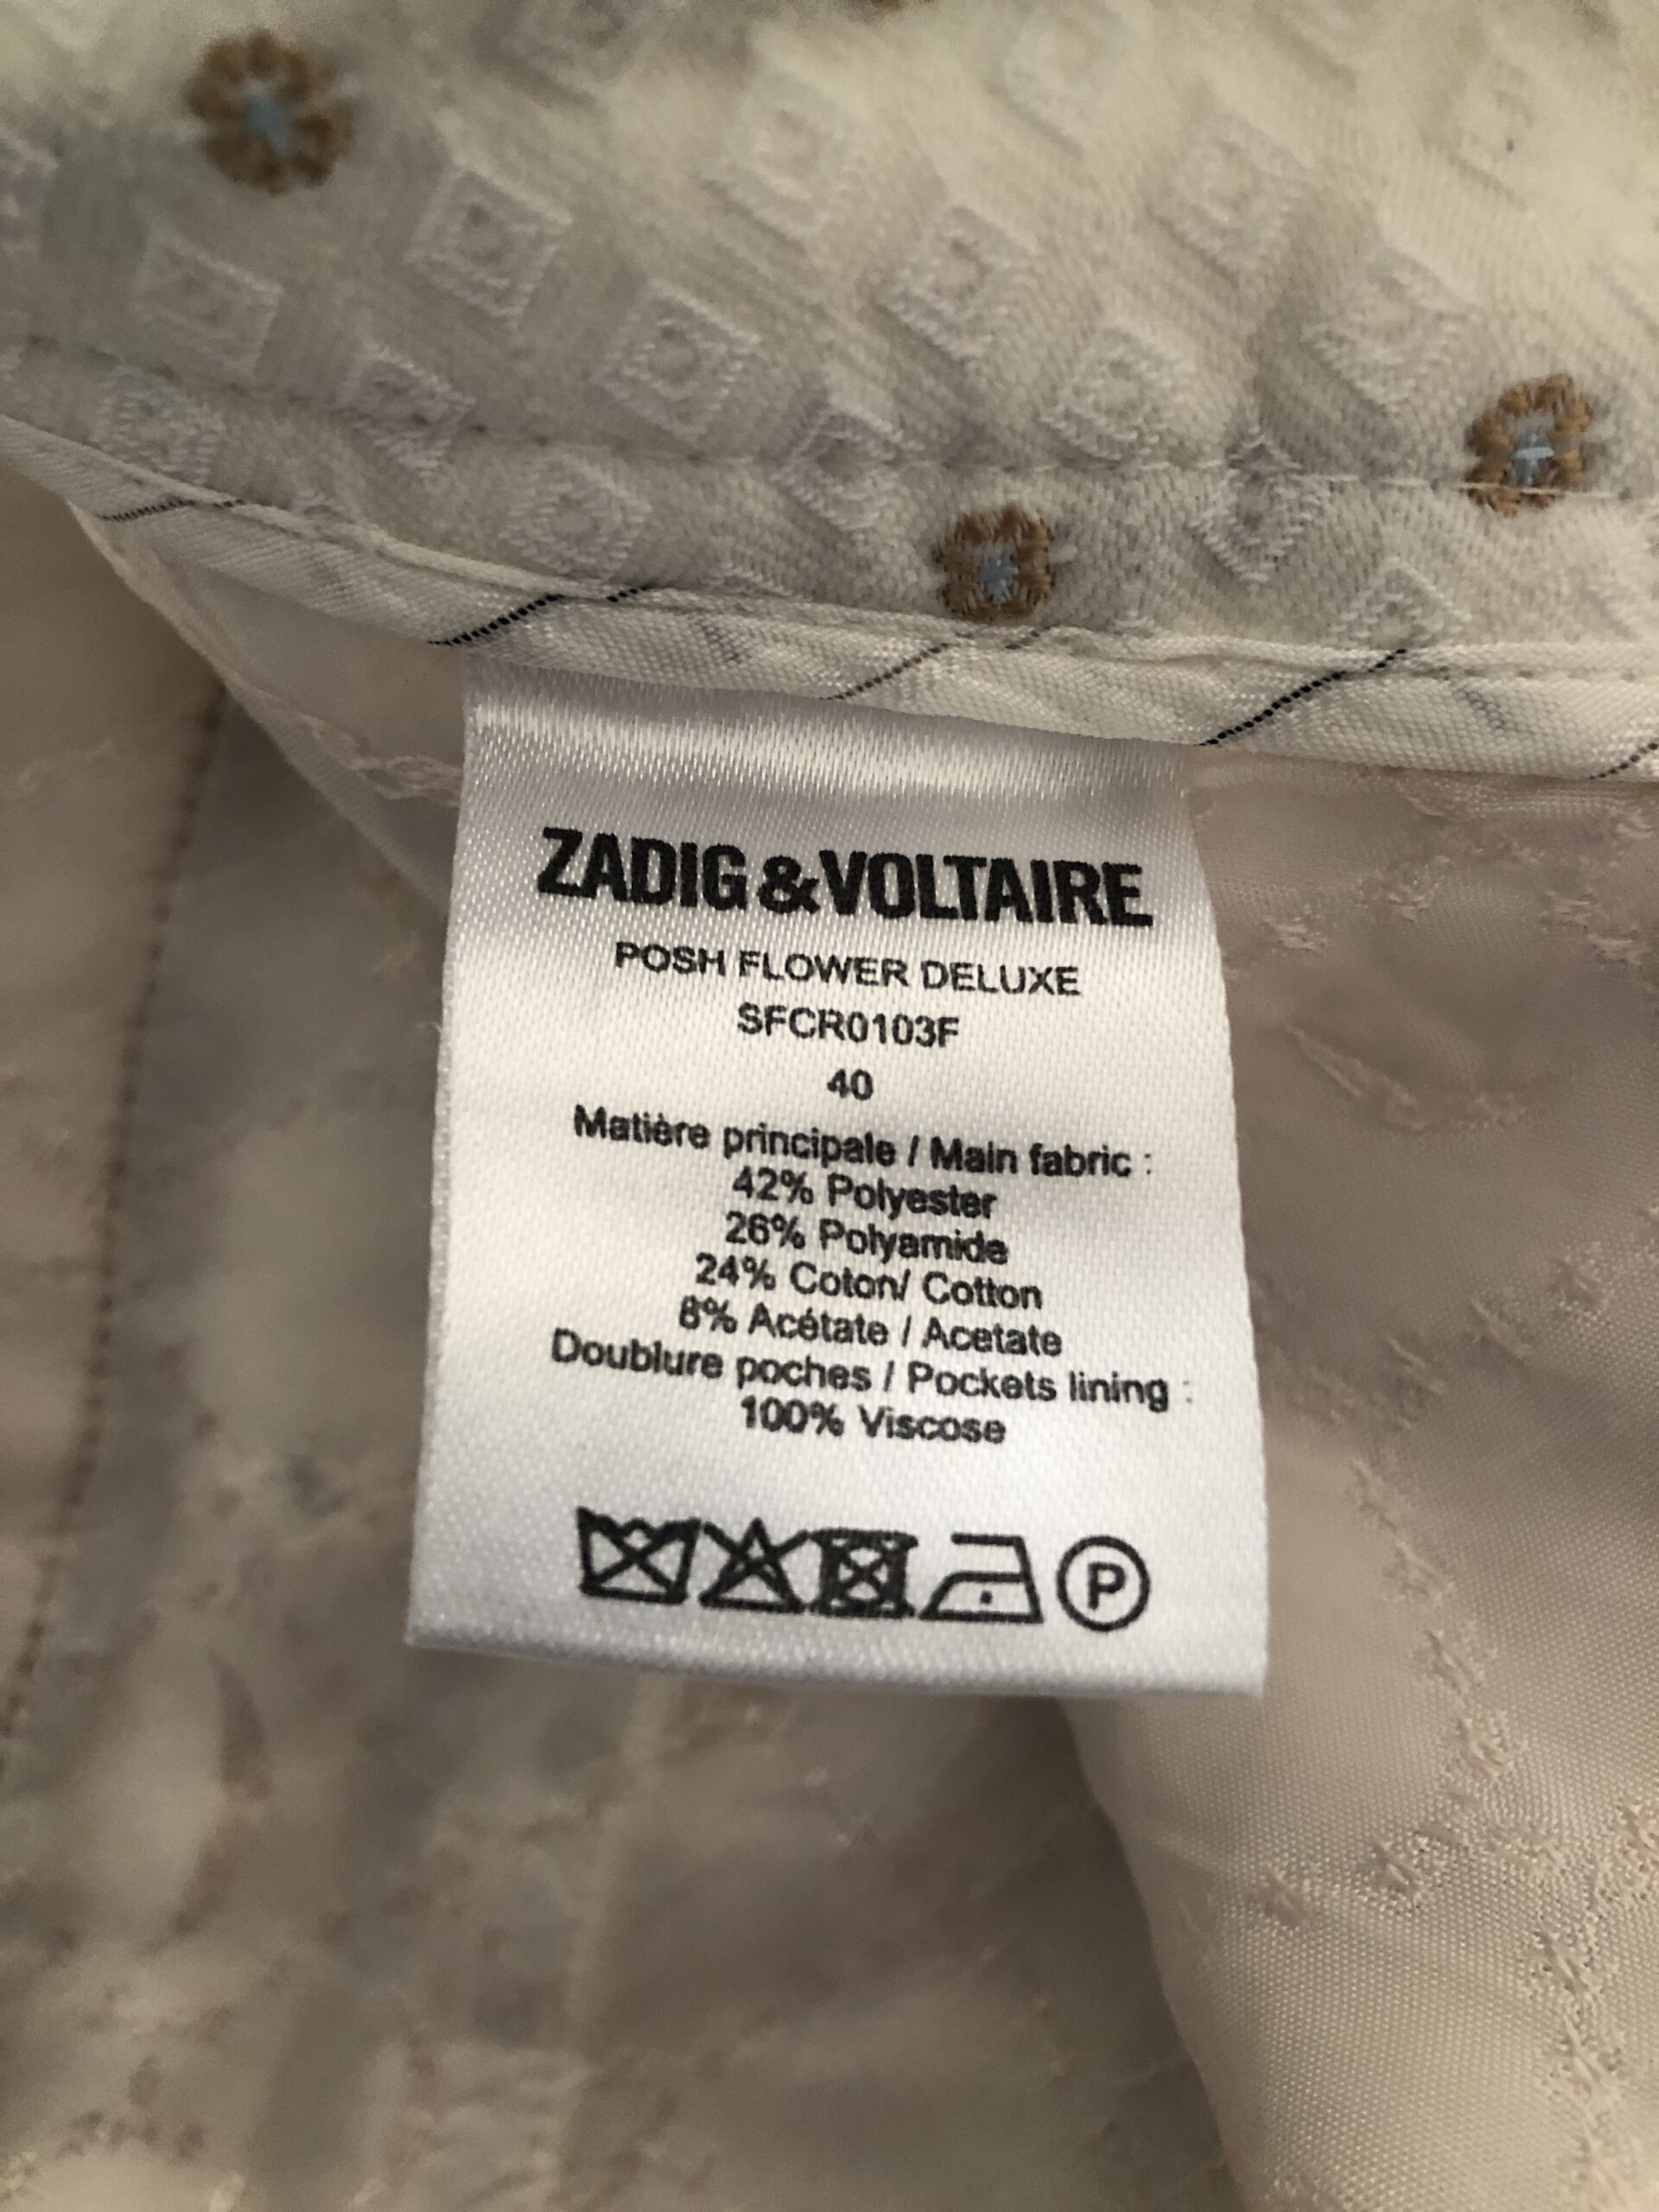 ZADIG&VOLTAIRE
POSH FLOWER DELUXE
SFCR0103F
40
Matière principale / Main fabric :
42% Polyester
26% Polyamide
24% Coton/ Cotton
8% Acétate / Acetate
Doublure poches / Pockets lining :
100% Viscose
P